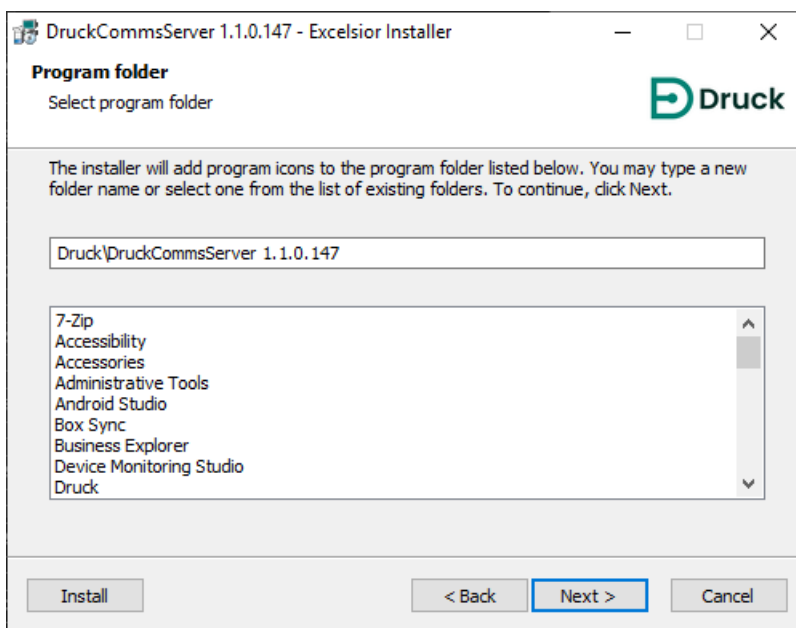 DruckCommsServer 1.1.0.147 - Excelsior Installer
Program folder
Select program folder
Druck
The installer will add program icons to the program folder listed below. You may type a new
folder name or select one from the list of existing folders. To continue, click Next.
Druck\DruckCommsServer 1.1.0.147
7-Zip
Accessibility
Accessories
Administrative Tools
Android Studio
Box Sync
Business Explorer
Device Monitoring Studio
Druck
Install
< Back
Next >
Cancel